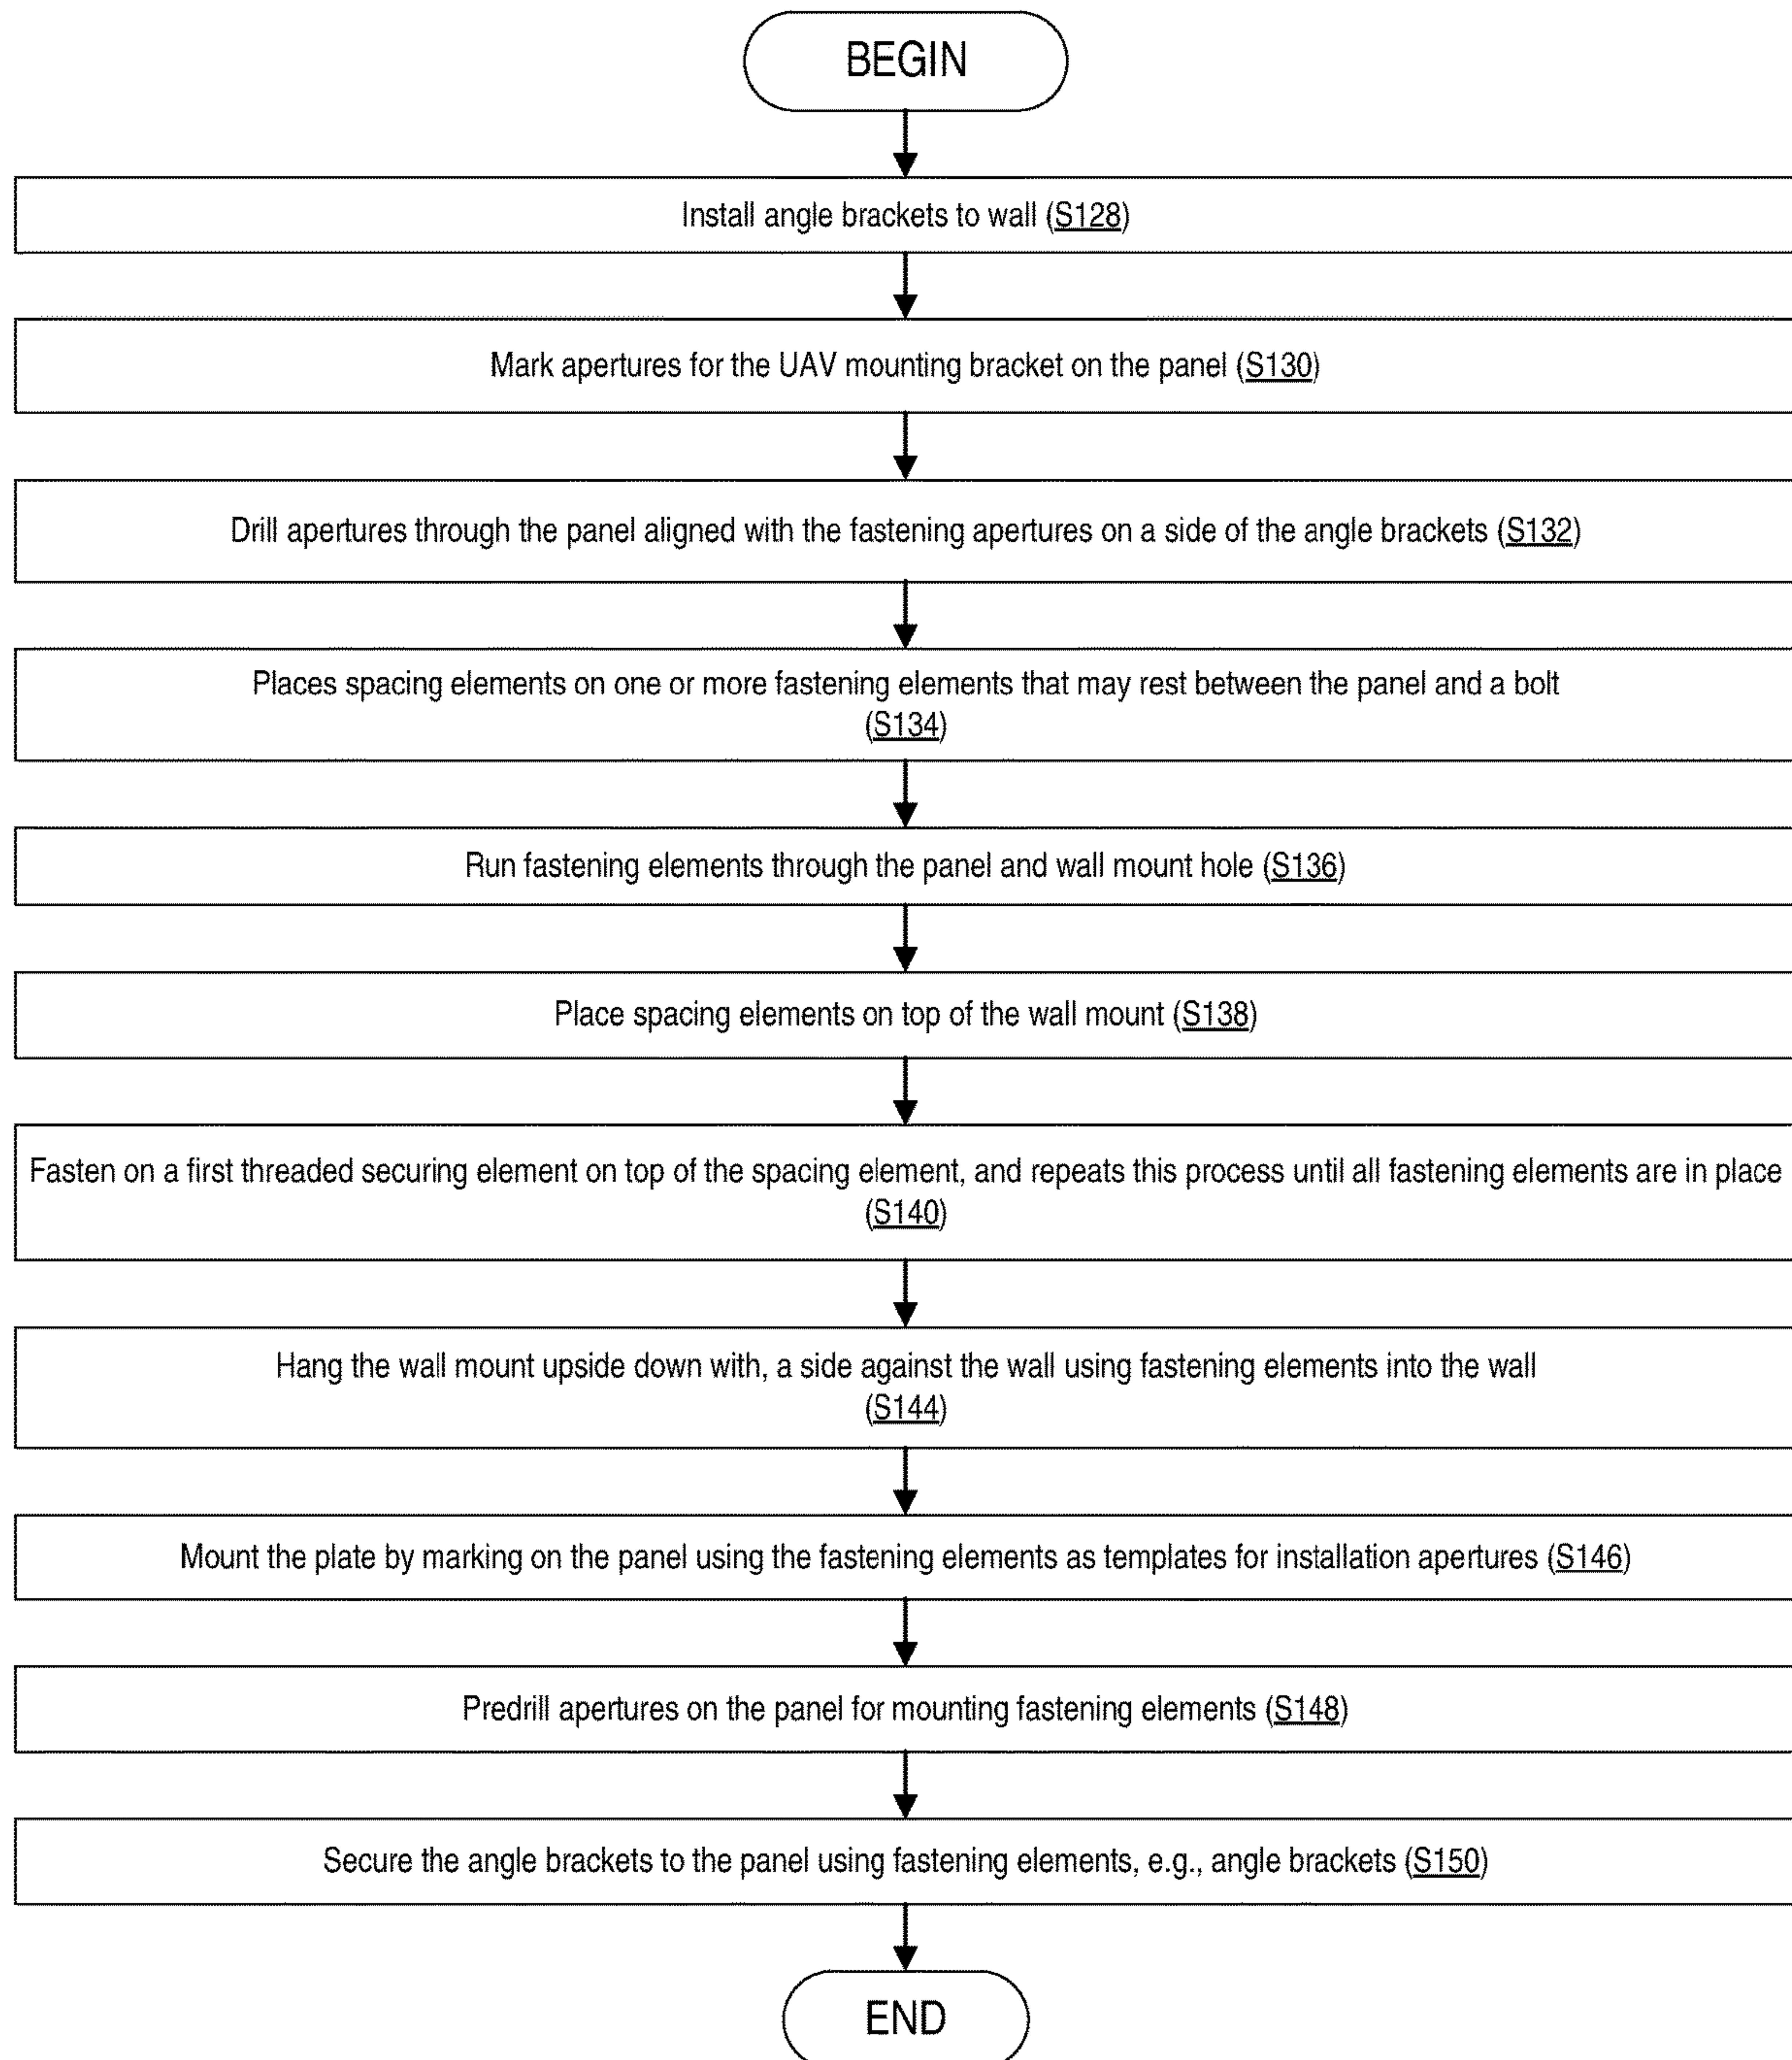 BEGIN
Install angle brackets to wall (S128)
Mark apertures for the UAV mounting bracket on the panel (S130)
Drill apertures through the panel aligned with the fastening apertures on a side of the angle brackets (S132)
Places spacing elements on one or more fastening elements that may rest between the panel and a bolt
(S134)
Run fastening elements through the panel and wall mount hole (S136)
Place spacing elements on top of the wall mount (S138)
Fasten on a first threaded securing element on top of the spacing element, and repeats this process until all fastening elements are in place
(S140)
Hang the wall mount upside down with, a side against the wall using fastening elements into the wall
(S144)
Mount the plate by marking on the panel using the fastening elements as templates for installation apertures (S146)
Predrill apertures on the panel for mounting fastening elements (S148)
Secure the angle brackets to the panel using fastening elements, e.g., angle brackets (S150)
END